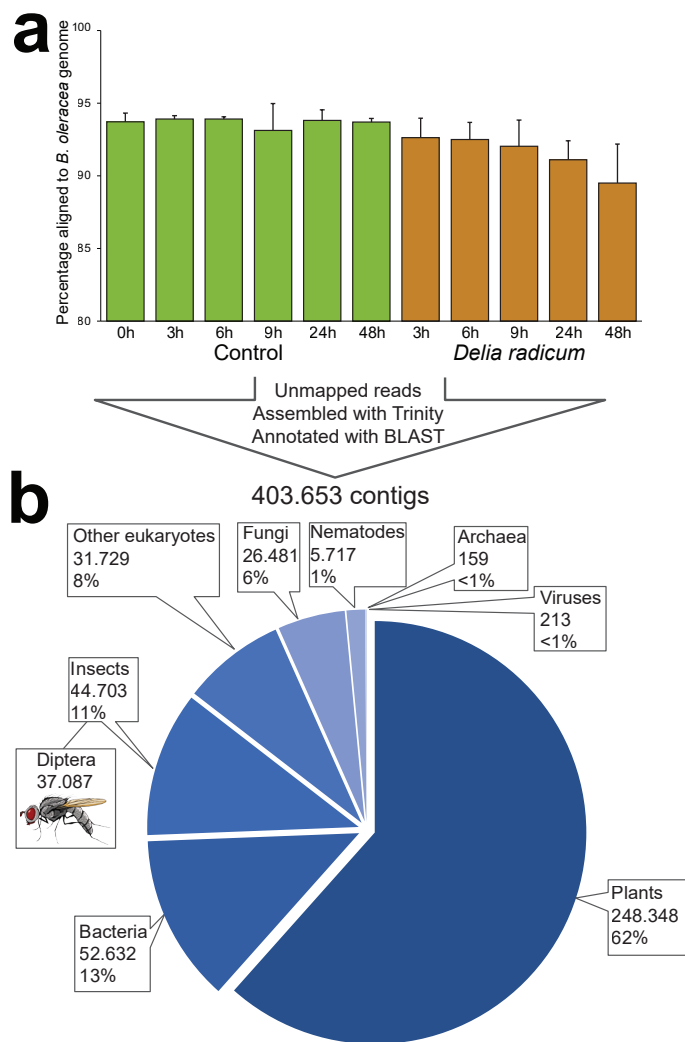 a
Percentage aligned to B. oleracea genome
100
95
90
85
80
0h 3h 6h 9h 24h 48h 3h 6h 9h 24h 48h
Control Delia radicum
Unmapped reads
Assembled with Trinity
Annotated with BLAST
b
403.653 contigs
Other eukaryotes
31.729
8%
Fungi
26.481
6%
Nematodes
5.717
1%
Archaea
159
<1%
Viruses
213
<1%
Insects
44.703
11%
Diptera
37.087
Plants
248.348
62%
Bacteria
52.632
13%